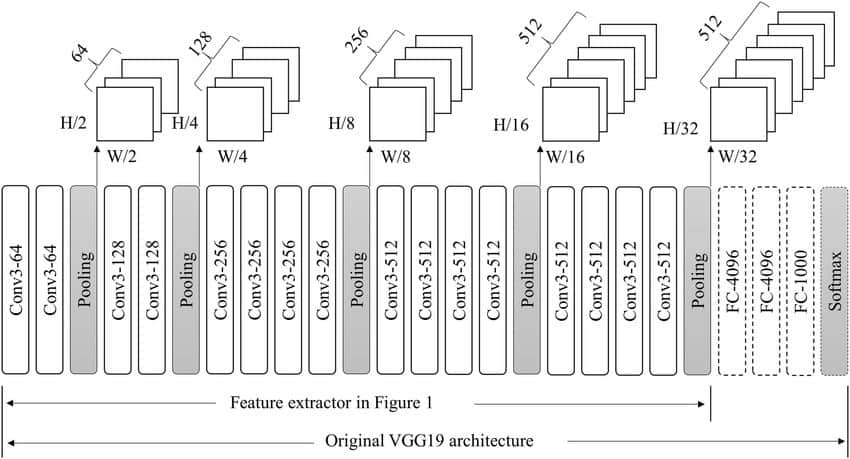 64
128
256
512
512
H/2
W/2
H/4
W/4
H/8
W/8
H/16
W/16
H/32
W/32
Conv3-64
Conv3-64
Pooling
Conv3-128
Conv3-128
Pooling
Conv3-256
Conv3-256
Conv3-256
Conv3-256
Pooling
Conv3-512
Conv3-512
Conv3-512
Conv3-512
Pooling
Conv3-512
Conv3-512
Conv3-512
Conv3-512
Pooling
FC-4096
FC-4096
FC-1000
Softmax
Feature extractor in Figure 1
Original VGG19 architecture